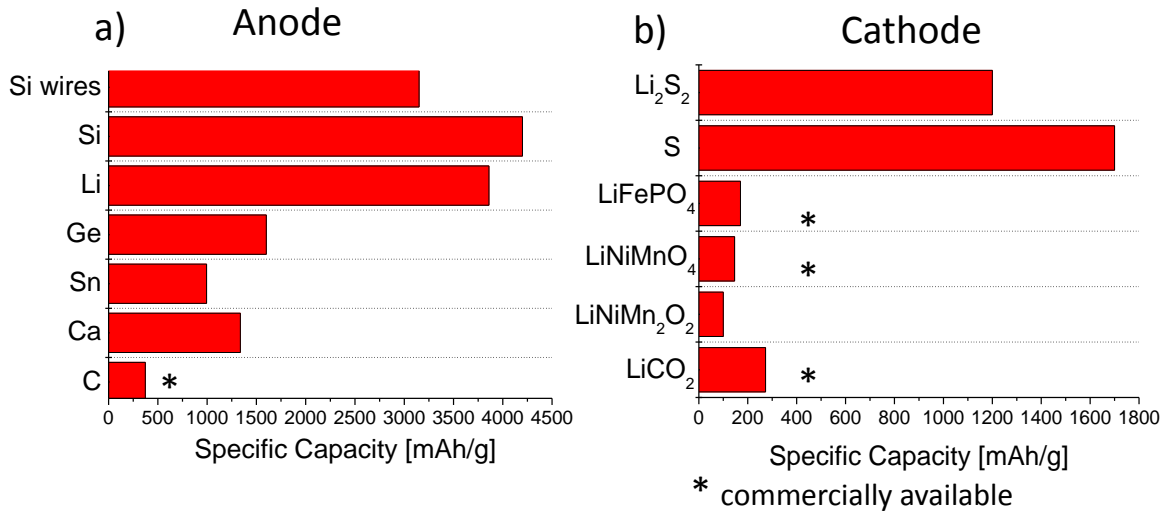 a) Anode
Si wires
Si
Li
Ge
Sn
Ca
C *
0 500 1000 1500 2000 2500 3000 3500 4000 4500
Specific Capacity [mAh/g]
b) Cathode
Li₂S₂
S
LiFePO₄ *
LiNiMnO₄ *
LiNiMn₂O₂
LiCO₂ *
0 200 400 600 800 1000 1200 1400 1600 1800
Specific Capacity [mAh/g]
* commercially available